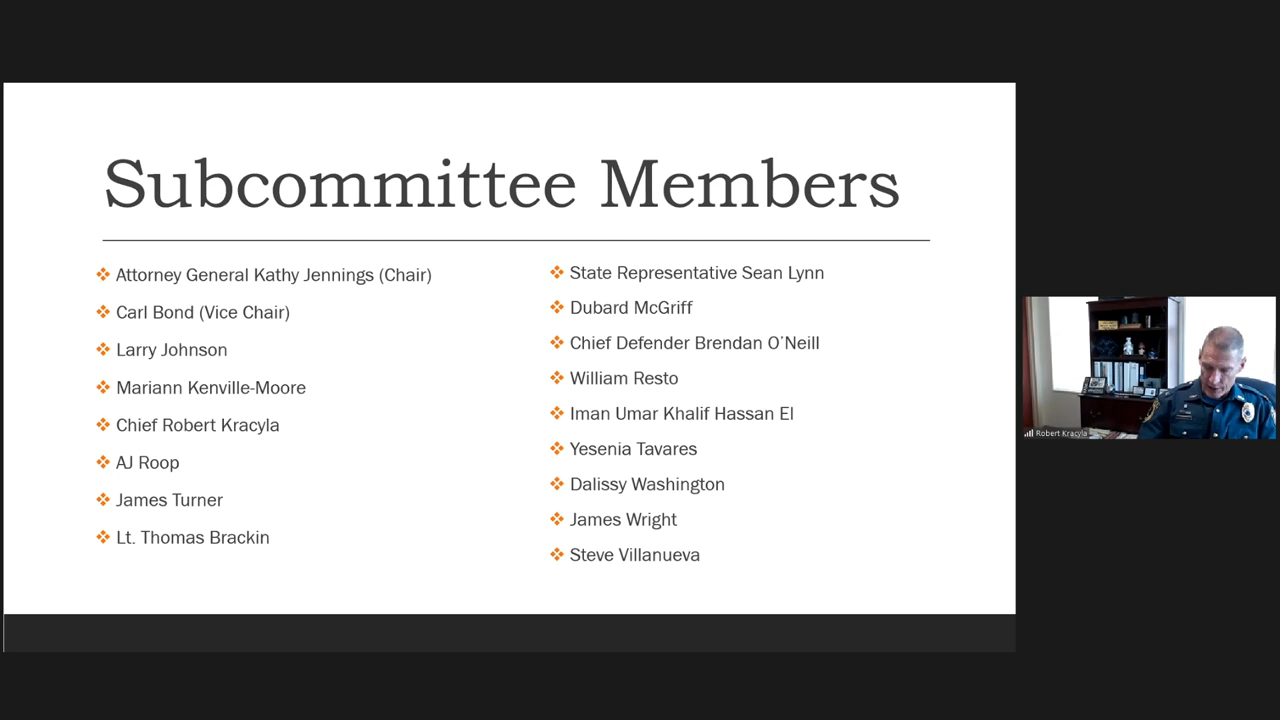 Subcommittee Members
Attorney General Kathy Jennings (Chair)
Carl Bond (Vice Chair)
Larry Johnson
Mariann Kenville-Moore
Chief Robert Kracyla
AJ Roop
James Turner
Lt. Thomas Brackin
State Representative Sean Lynn
Dubard McGriff
Chief Defender Brendan O'Neill
William Resto
Iman Umar Khalif Hassan El
Yesenia Tavares
Dalissy Washington
James Wright
Steve Villanueva
Robert Kracyla